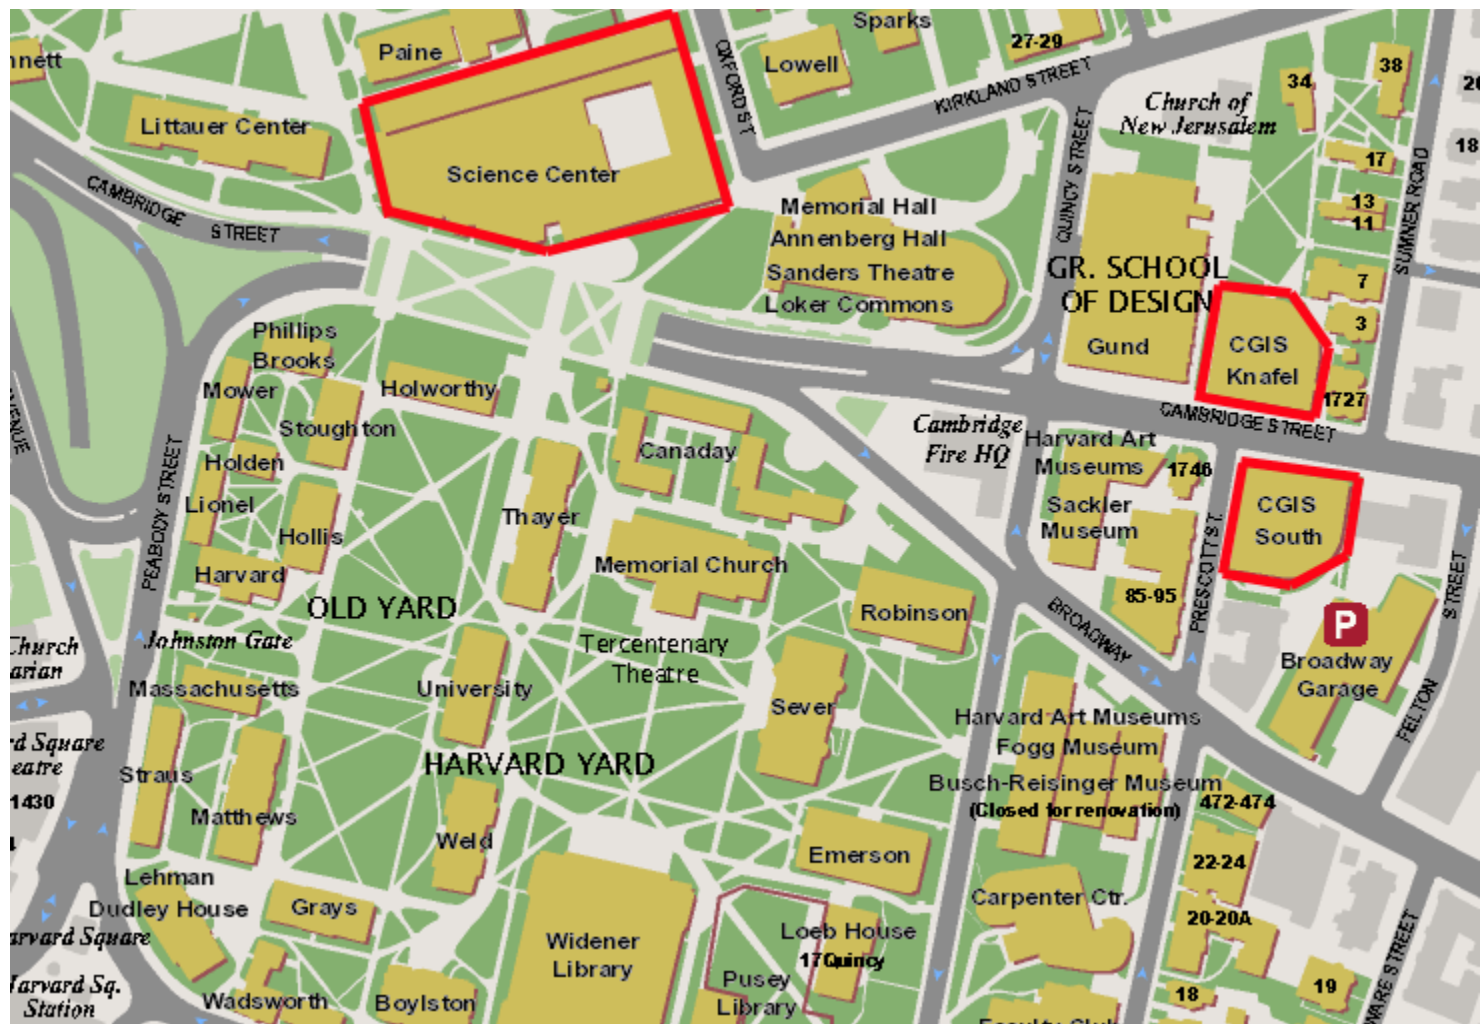 Paine
Sparks
27-29
Lowell
OXFORD ST
KIRKLAND STREET
38
34
Church of
New Jerusalem
Littauer Center
Science Center
QUINCY STREET
17
13
11
SUMNER ROAD
CAMBRIDGE
STREET
Memorial Hall
Annenberg Hall
Sanders Theatre
Loker Commons
GR. SCHOOL
OF DESIGN
7
3
Gund
CGIS
Knafel
1727
CAMBRIDGE STREET
Phillips
Brooks
Mower
Holworthy
Stoughton
Holden
Lionel
Hollis
Harvard
PEABODY STREET
Canaday
Thayer
Memorial Church
Cambridge
Fire HQ
Harvard Art
Museums
1746
Sackler
Museum
CGIS
South
PRESCOTT ST.
85-95
OLD YARD
Johnston Gate
Tercentenary
Theatre
Robinson
BROADWAY
P
Broadway
Garage
FELTON
STREET
Massachusetts
University
Sever
Harvard Art Museums
Fogg Museum
Busch-Reisinger Museum
(Closed for renovation)
HARVARD YARD
Straus
Matthews
Weld
1430
472-474
22-24
20-20A
Emerson
Carpenter Ctr.
Lehman
Dudley House
Grays
Widener
Library
Loeb House
17 Quincy
Pusey
Library
Wadsworth
Boylston
Station
18
19